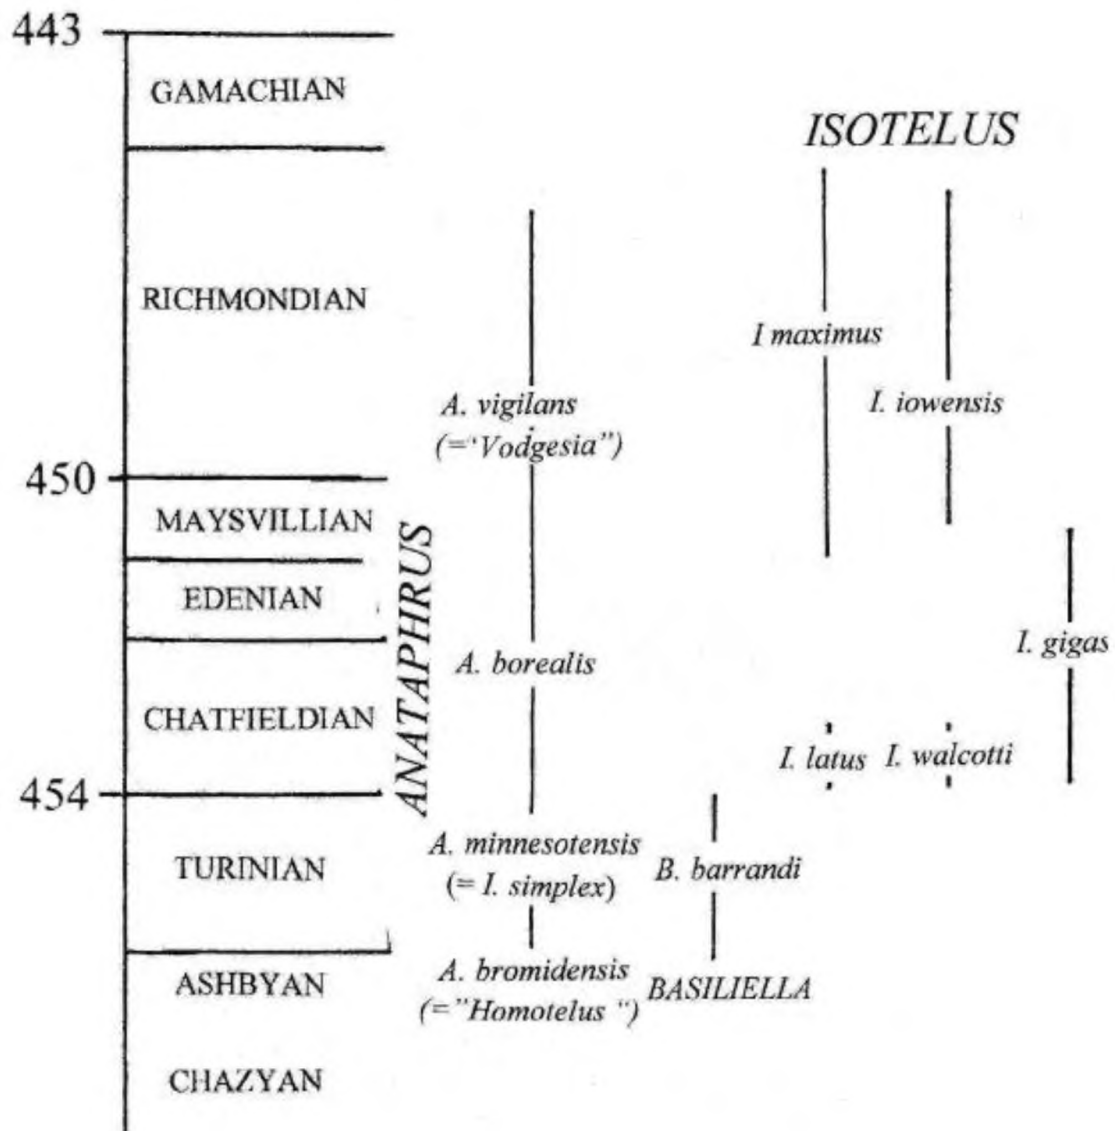 443
GAMACHIAN
ISOTELUS
RICHMONDIAN
I maximus
I. iowensis
A. vigilans
(="Vodgesia")
450
MAYSVILLIAN
ANATAPHRUS
EDENIAN
I. gigas
A. borealis
CHATFIELDIAN
I. latus
I. walcotti
454
A. minnesotensis
(= I. simplex)
TURINIAN
B. barrandi
ASHBYAN
A. bromidensis
(="Homotelus ")
BASILIELLA
CHAZYAN